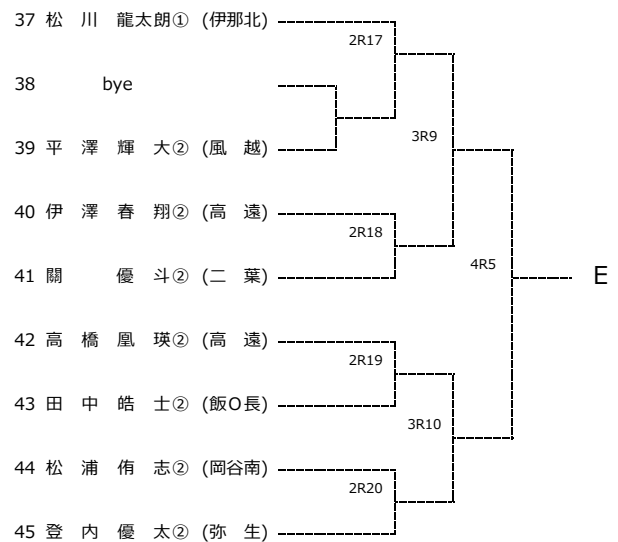 37 松 川 龍太朗① (伊那北)
2R17
38 bye
3R9
39 平 澤 輝 大② (風 越)
40 伊 澤 春 翔② (高 遠)
2R18
4R5
41 關 優 斗② (二 葉)
E
42 高 橋 凰 瑛② (高 遠)
2R19
43 田 中 皓 士② (飯O長)
3R10
44 松 浦 侑 志② (岡谷南)
2R20
45 登 内 優 太② (弥 生)